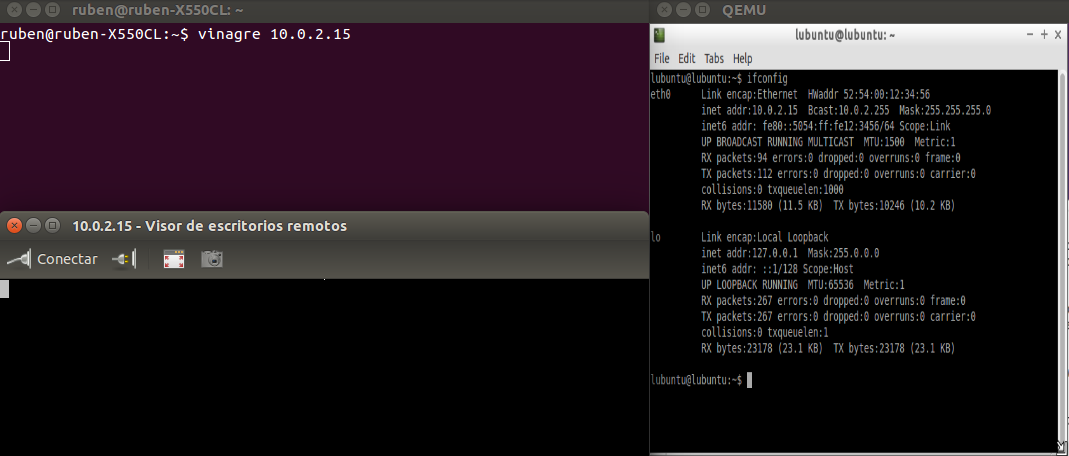 ruben@ruben-X550CL: ~
ruben@ruben-X550CL:~$ vinagre 10.0.2.15
10.0.2.15 - Visor de escritorios remotos
Conectar
QEMU
lubuntu@lubuntu: ~
File Edit Tabs Help
lubuntu@lubuntu:~$ ifconfig
eth0 Link encap:Ethernet HWaddr 52:54:00:12:34:56
inet addr:10.0.2.15 Bcast:10.0.2.255 Mask:255.255.255.0
inet6 addr: fe80::5054:ff:fe12:3456/64 Scope:Link
UP BROADCAST RUNNING MULTICAST MTU:1500 Metric:1
RX packets:94 errors:0 dropped:0 overruns:0 frame:0
TX packets:112 errors:0 dropped:0 overruns:0 carrier:0
collisions:0 txqueuelen:1000
RX bytes:11580 (11.5 KB) TX bytes:10246 (10.2 KB)
lo Link encap:Local Loopback
inet addr:127.0.0.1 Mask:255.0.0.0
inet6 addr: ::1/128 Scope:Host
UP LOOPBACK RUNNING MTU:65536 Metric:1
RX packets:267 errors:0 dropped:0 overruns:0 frame:0
TX packets:267 errors:0 dropped:0 overruns:0 carrier:0
collisions:0 txqueuelen:1
RX bytes:23178 (23.1 KB) TX bytes:23178 (23.1 KB)
lubuntu@lubuntu:~$